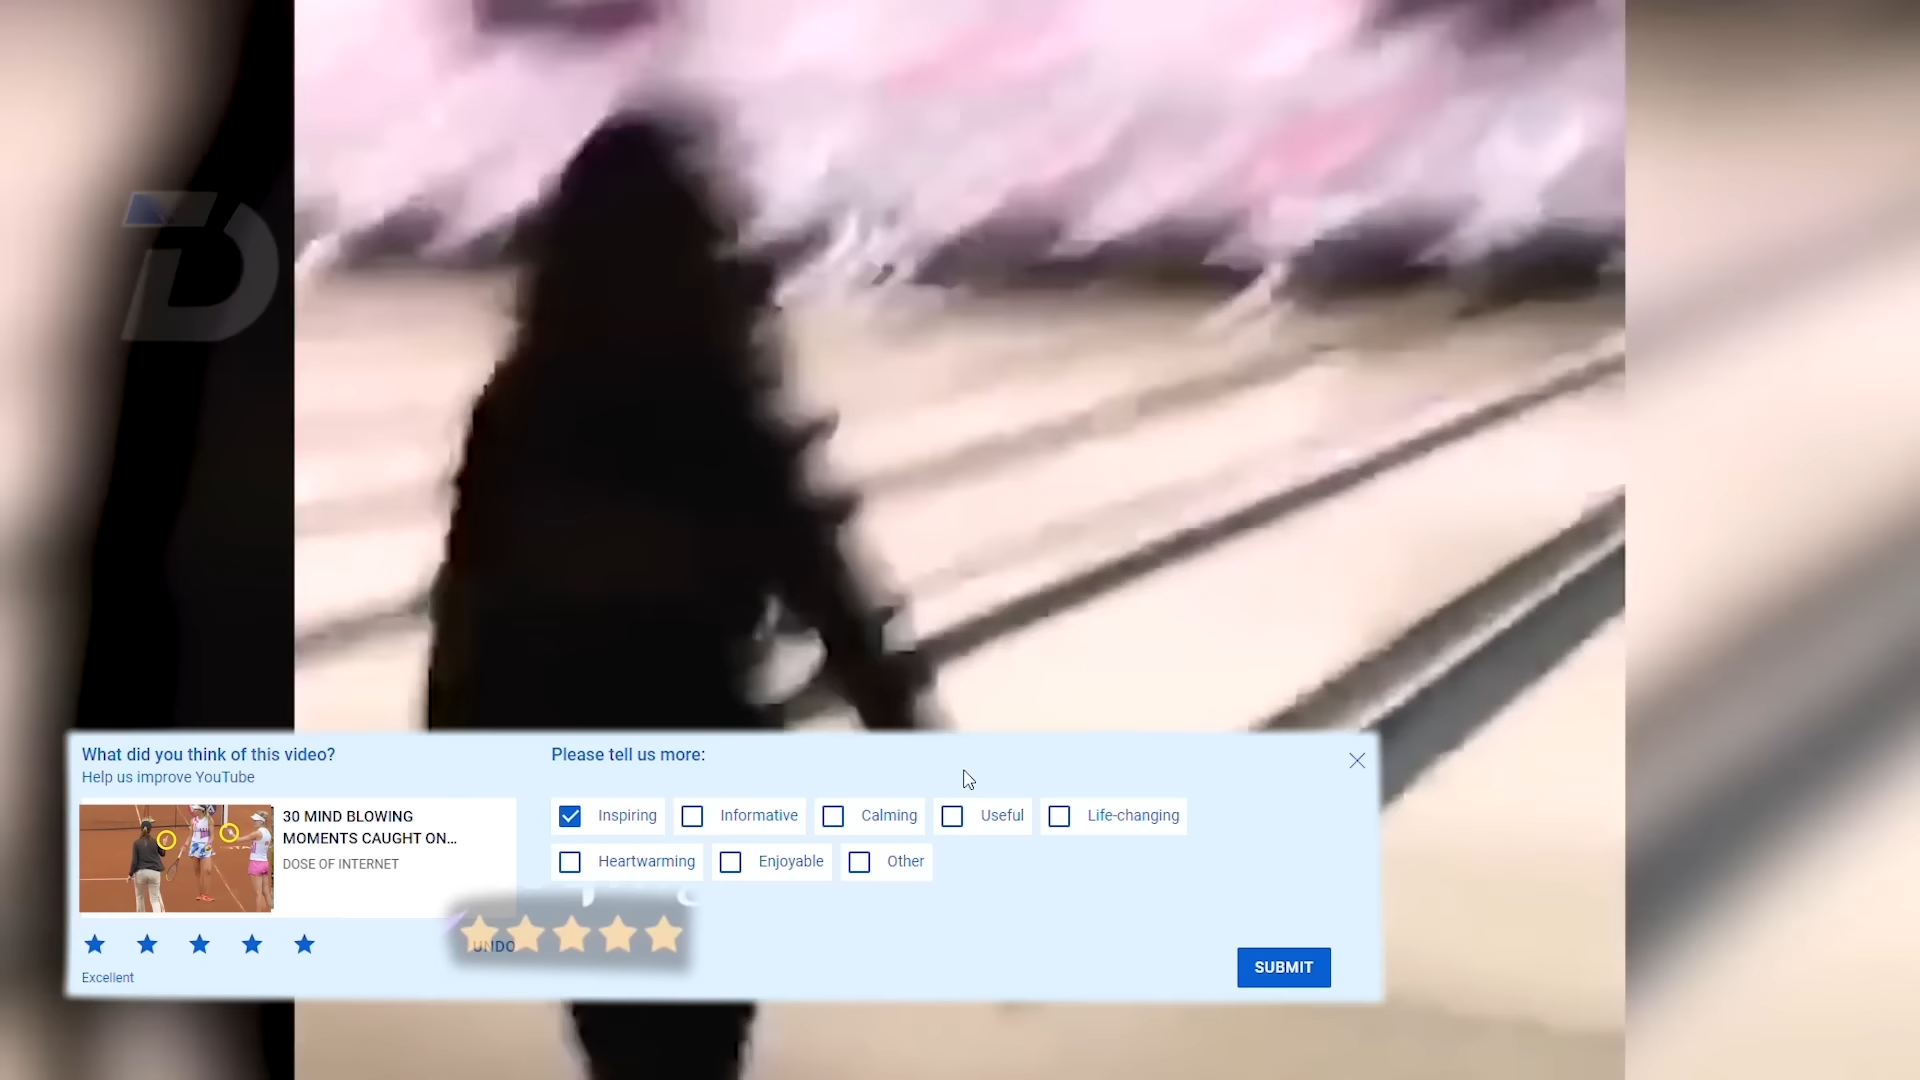 What did you think of this video?
Help us improve YouTube
30 MIND BLOWING
MOMENTS CAUGHT ON...
DOSE OF INTERNET
Excellent
UNDO
Please tell us more:
Inspiring
Informative
Calming
Useful
Life-changing
Heartwarming
Enjoyable
Other
SUBMIT